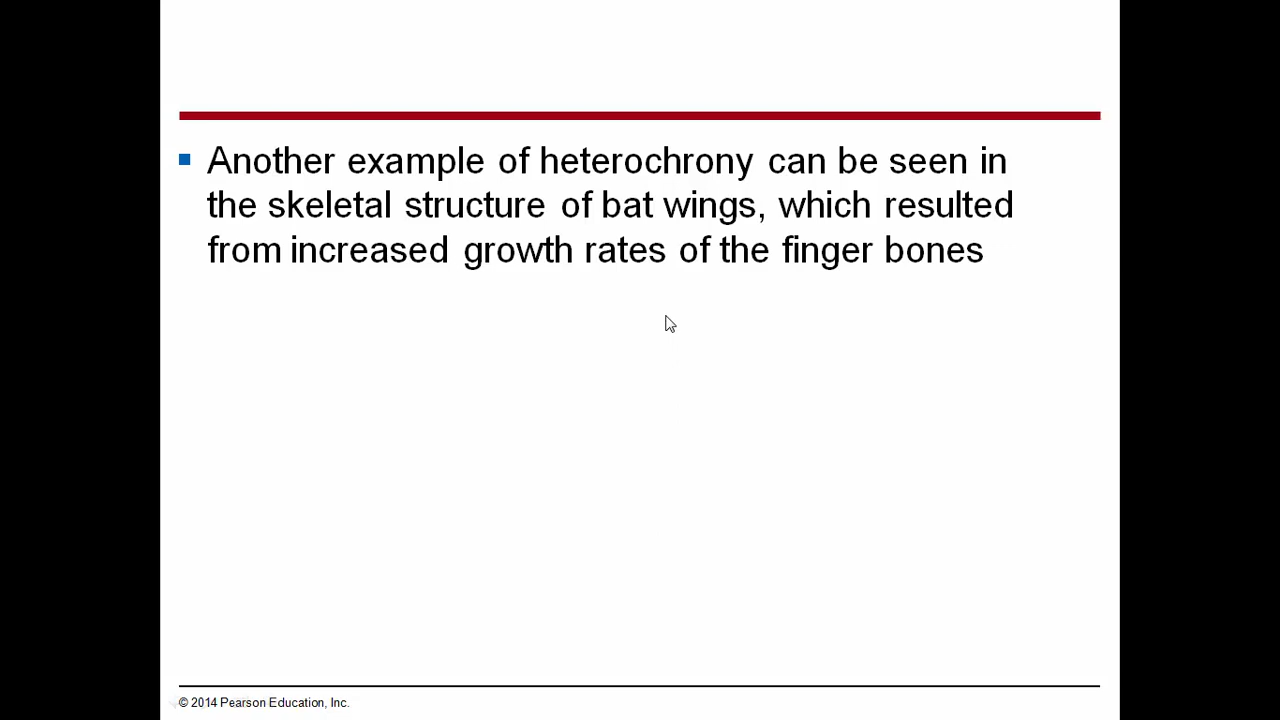 Another example of heterochrony can be seen in
the skeletal structure of bat wings, which resulted
from increased growth rates of the finger bones
© 2014 Pearson Education, Inc.